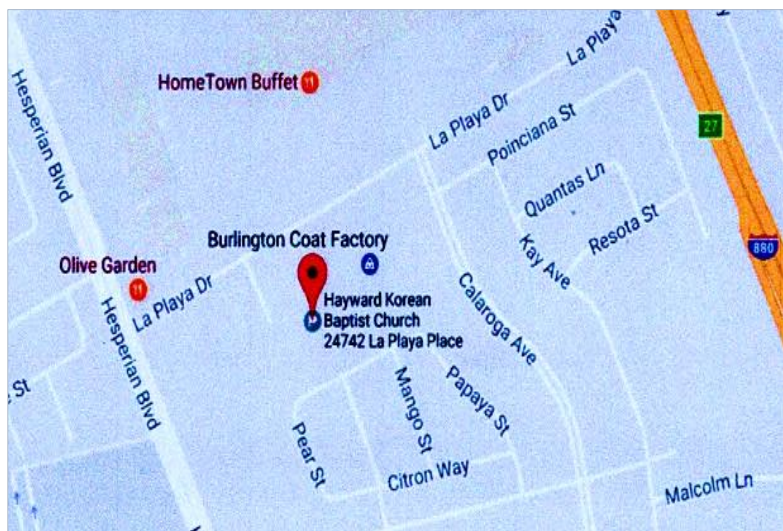 La Playa
HomeTown Buffet
La Playa Dr
Poinciana St
27
Hesperian Blvd
Quantas Ln
Resota St
Burlington Coat Factory
Kay Ave
880
Olive Garden
La Playa Dr
Hayward Korean
Baptist Church
24742 La Playa Place
Calaroga Ave
Hesperian Blvd
Mango St
Papaya St
Pear St
Citron Way
Malcolm Ln